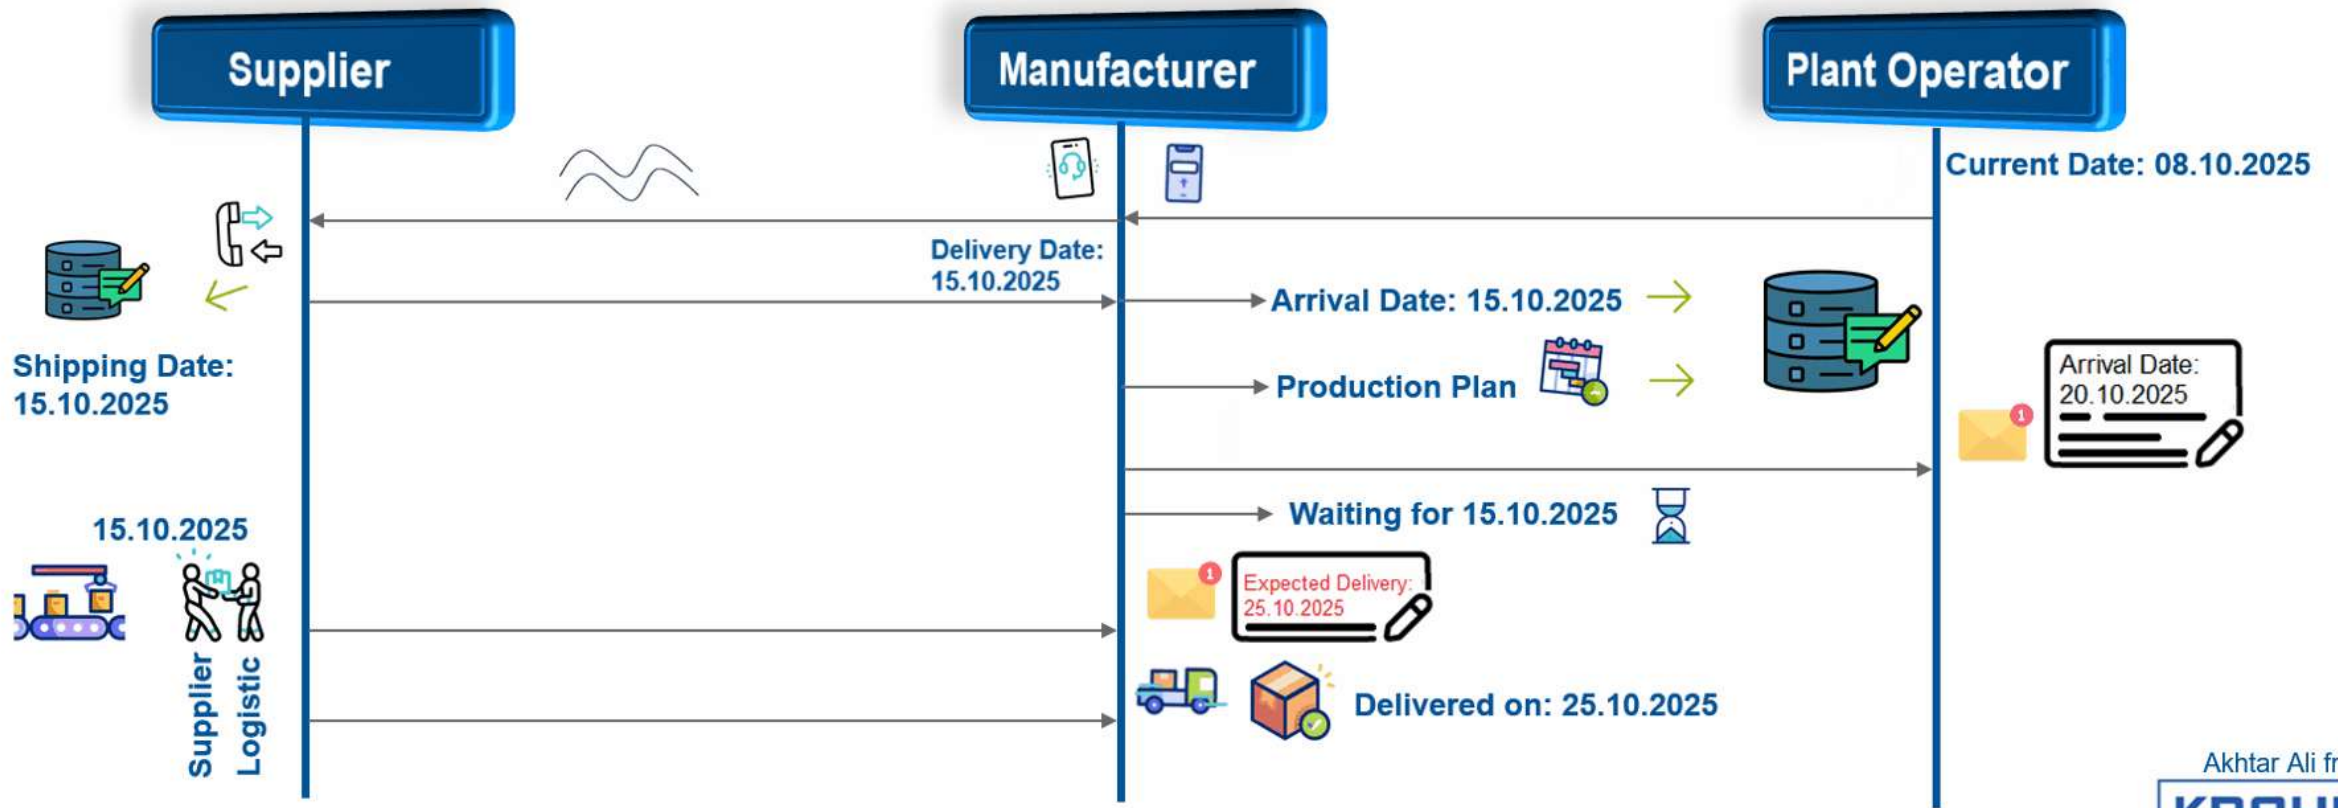 Supplier
Manufacturer
Plant Operator
Current Date: 08.10.2025
Delivery Date:
15.10.2025
Arrival Date: 15.10.2025
Shipping Date:
15.10.2025
Production Plan
Arrival Date:
20.10.2025
1
Waiting for 15.10.2025
15.10.2025
1
Expected Delivery:
25.10.2025
Supplier
Logistic
Delivered on: 25.10.2025
Akhtar Ali